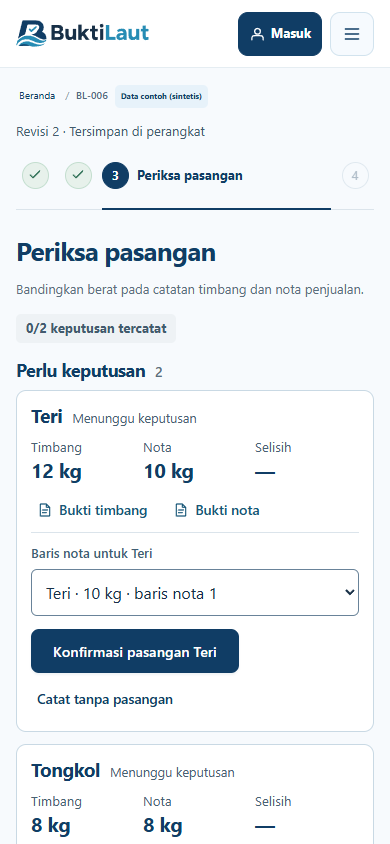 BuktiLaut
Masuk
Beranda / BL-006 Data contoh (sintetis)
Revisi 2 · Tersimpan di perangkat
3 Periksa pasangan 4
Periksa pasangan
Bandingkan berat pada catatan timbang dan nota penjualan.
0/2 keputusan tercatat
Perlu keputusan 2
Teri Menunggu keputusan
Timbang Nota Selisih
12 kg 10 kg —
Bukti timbang Bukti nota
Baris nota untuk Teri
Teri · 10 kg · baris nota 1
Konfirmasi pasangan Teri
Catat tanpa pasangan
Tongkol Menunggu keputusan
Timbang Nota Selisih
8 kg 8 kg —